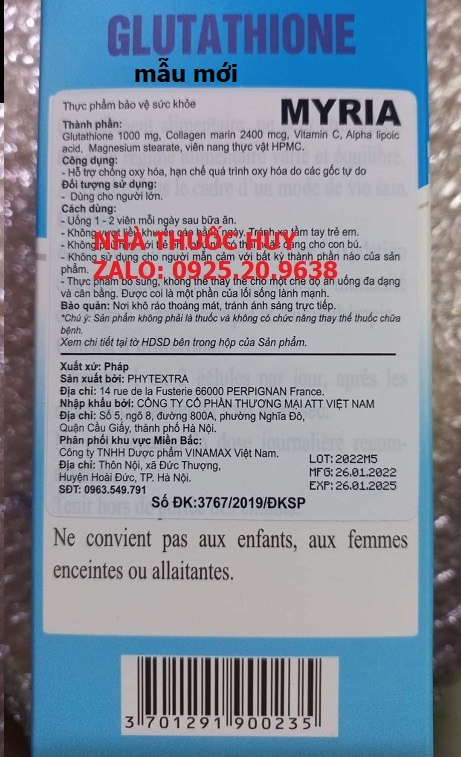 GLUTATHIONE
mẫu mới
Thực phẩm bảo vệ sức khỏe
MYRIA
Thành phần:
Glutathione 1000 mg, Collagen marin 2400 mcg, Vitamin C, Alpha lipoic
acid, Magnesium stearate, viên nang thực vật HPMC.
Công dụng:
- Hỗ trợ chống oxy hóa, hạn chế quá trình oxy hóa do các gốc tự do
Đối tượng sử dụng:
- Dùng cho người lớn.
Cách dùng:
- Uống 1 - 2 viên mỗi ngày sau bữa ăn.
- Không vượt liều khuyến cáo hằng ngày. Tránh xa tầm tay trẻ em.
NHÀ THUỐC HUY
- Không cho con bú.
- Không sử dụng cho người mẫn cảm với bất kỳ thành phần nào của sản
phẩm.
ZALO: 0925.20.9638
- Thực phẩm bổ sung, không thể thay thế cho một chế độ ăn uống đa dạng
và cân bằng. Được coi là một phần của lối sống lành mạnh.
Bảo quản: Nơi khô ráo thoáng mát, tránh ánh sáng trực tiếp.
*Chú ý: Sản phẩm không phải là thuốc và không có chức năng thay thế thuốc chữa
bệnh.
Xem chi tiết tại tờ HDSD bên trong hộp của Sản phẩm.
Xuất xứ: Pháp
Sản xuất bởi: PHYTEXTRA
Địa chỉ: 14 rue de la Fusterie 66000 PERPIGNAN France.
Nhập khẩu bởi: CÔNG TY CỔ PHẦN THƯƠNG MẠI ATT VIỆT NAM
Địa chỉ: Số 5, ngõ 8, đường 800A, phường Nghĩa Đô,
Quận Cầu Giấy, thành phố Hà Nội.
Phân phối khu vực Miền Bắc:
Công ty TNHH Dược phẩm VINAMAX Việt Nam.
Địa chỉ: Thôn Nội, xã Đức Thượng,
Huyện Hoài Đức, TP. Hà Nội.
SĐT: 0963.549.791
LOT: 2022M5
MFG: 26.01.2022
EXP: 26.01.2025
Số ĐK:3767/2019/ĐKSP
Ne convient pas aux enfants, aux femmes
enceintes ou allaitantes.
3 701291 900235